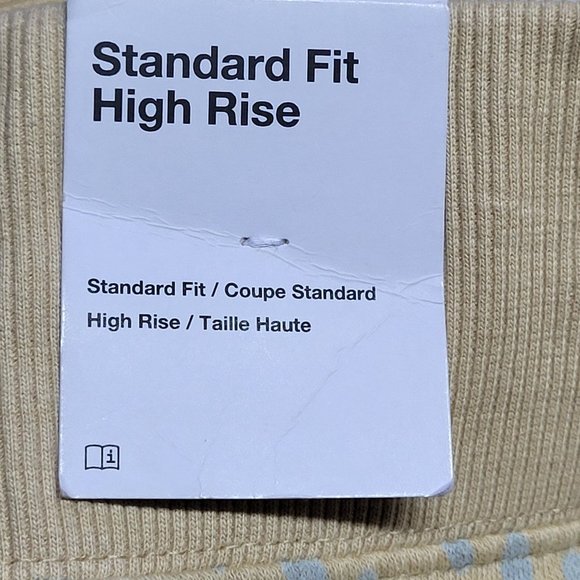 Standard Fit
High Rise
Standard Fit / Coupe Standard
High Rise / Taille Haute
i